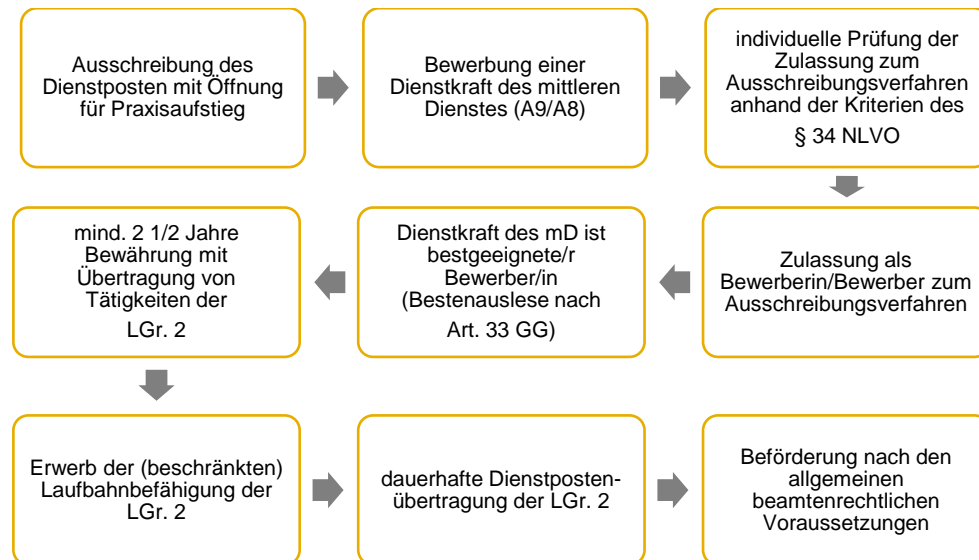 Ausschreibung des
Dienstposten mit Öffnung
für Praxisaufstieg
Bewerbung einer
Dienstkraft des mittleren
Dienstes (A9/A8)
individuelle Prüfung der
Zulassung zum
Ausschreibungsverfahren
anhand der Kriterien des
§ 34 NLVO
Zulassung als
Bewerberin/Bewerber zum
Ausschreibungsverfahren
Dienstkraft des mD ist
bestgeeignete/r
Bewerber/in
(Bestenauslese nach
Art. 33 GG)
mind. 2 1/2 Jahre
Bewährung mit
Übertragung von
Tätigkeiten der
LGr. 2
Erwerb der (beschränkten)
Laufbahnbefähigung der
LGr. 2
dauerhafte Dienstposten-
übertragung der LGr. 2
Beförderung nach den
allgemeinen
beamtenrechtlichen
Voraussetzungen